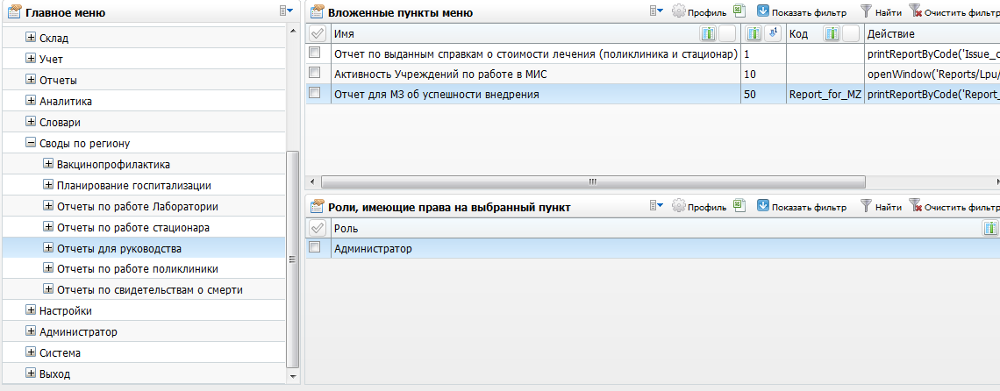 Главное меню
Склад
Учет
Отчеты
Аналитика
Словари
Своды по региону
Вакцинопрофилактика
Планирование госпитализации
Отчеты по работе Лаборатории
Отчеты по работе стационара
Отчеты для руководства
Отчеты по работе поликлиники
Отчеты по свидетельствам о смерти
Настройки
Администратор
Система
Выход
Вложенные пункты меню Профиль Показать фильтр Найти Очистить фильтр
Имя 1 Код Действие
Отчет по выданным справкам о стоимости лечения (поликлиника и стационар) 1 printReportByCode('Issue_c
Активность Учреждений по работе в МИС 10 openWindow('Reports/Lpu/
Отчет для МЗ об успешности внедрения 50 Report_for_MZ printReportByCode('Report_
Роли, имеющие права на выбранный пункт Профиль Показать фильтр Найти Очистить фильтр
Роль
Администратор